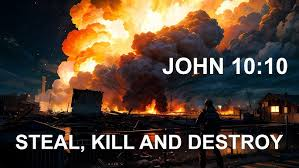 JOHN 10:10
STEAL, KILL AND DESTROY